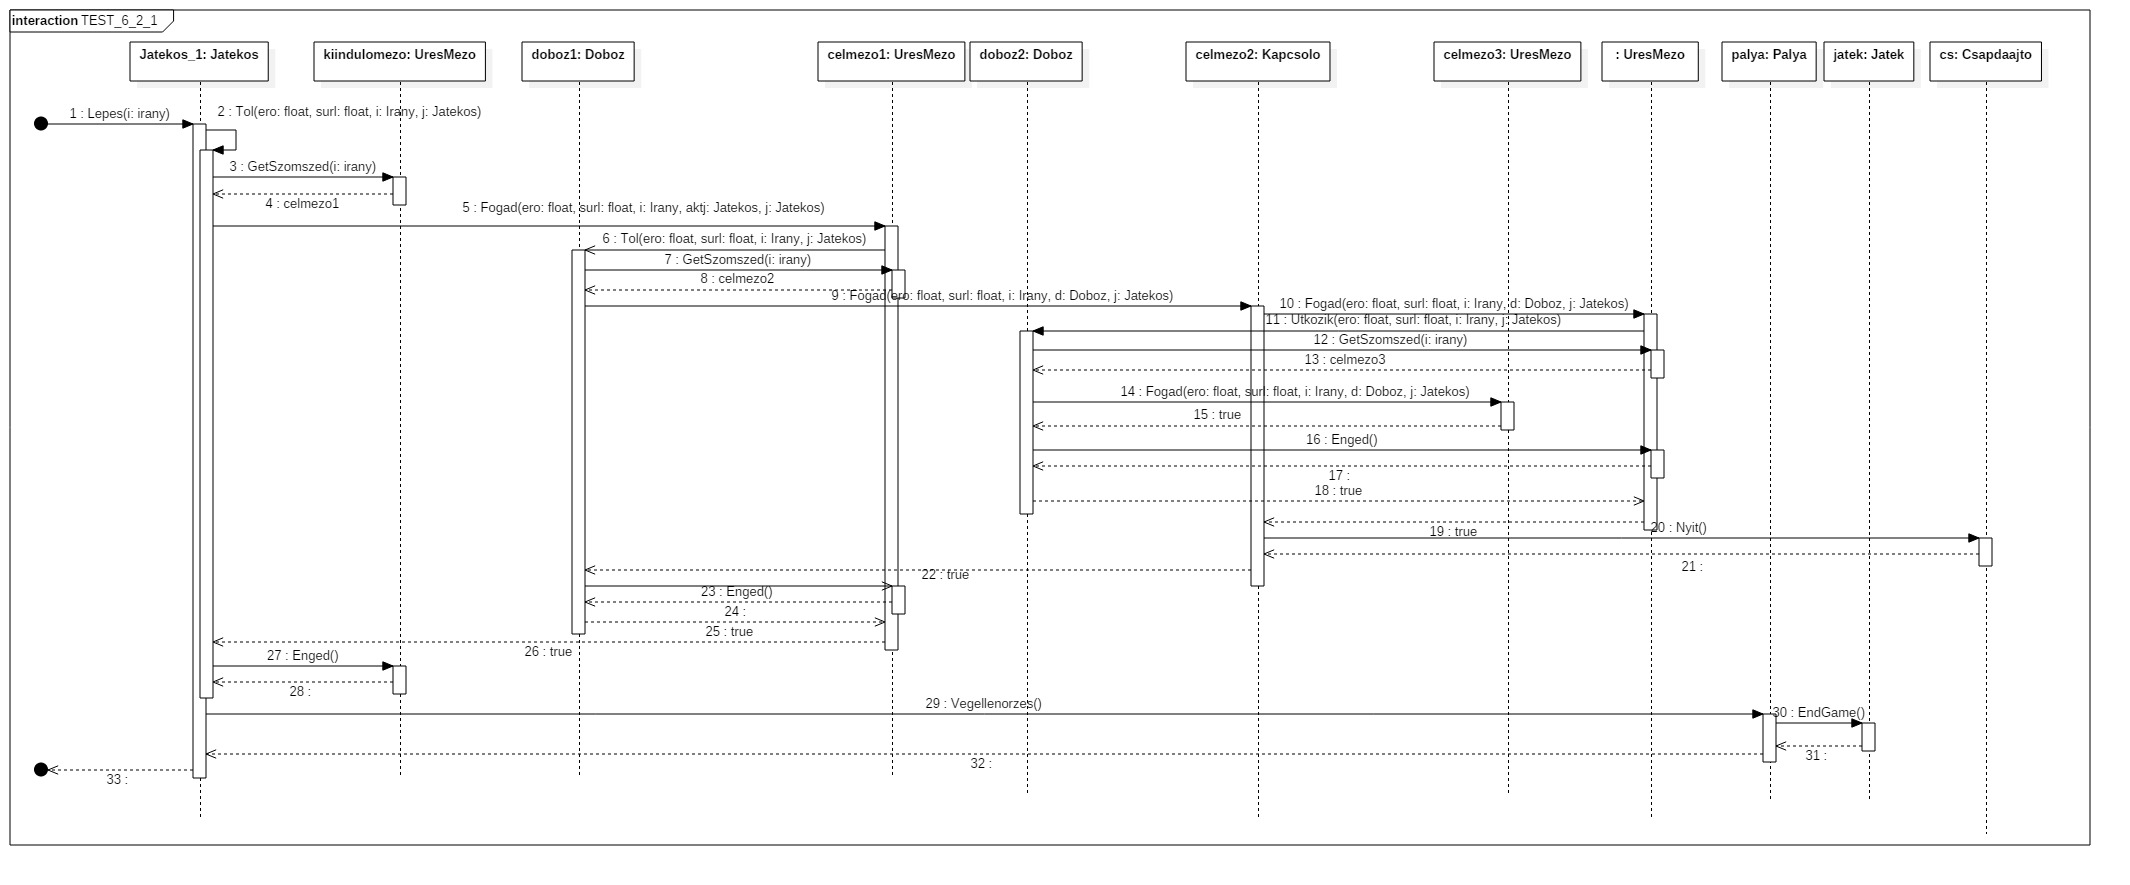 interaction TEST_6_2_1
Jatekos_1: Jatekos
kiindulomezo: UresMezo
doboz1: Doboz
celmezo1: UresMezo
doboz2: Doboz
celmezo2: Kapcsolo
celmezo3: UresMezo
: UresMezo
palya: Palya
jatek: Jatek
cs: Csapdaajto
1 : Lepes(i: irany)
2 : Tol(ero: float, surl: float, i: Irany, j: Jatekos)
3 : GetSzomszed(i: irany)
4 : celmezo1
5 : Fogad(ero: float, surl: float, i: Irany, aktj: Jatekos, j: Jatekos)
6 : Tol(ero: float, surl: float, i: Irany, j: Jatekos)
7 : GetSzomszed(i: irany)
8 : celmezo2
9 : Fogad(ero: float, surl: float, i: Irany, d: Doboz, j: Jatekos)
10 : Fogad(ero: float, surl: float, i: Irany, d: Doboz, j: Jatekos)
11 : Utkozik(ero: float, surl: float, i: Irany, j: Jatekos)
12 : GetSzomszed(i: irany)
13 : celmezo3
14 : Fogad(ero: float, surl: float, i: Irany, d: Doboz, j: Jatekos)
15 : true
16 : Enged()
17 :
18 : true
19 : true
20 : Nyit()
21 :
22 : true
23 : Enged()
24 :
25 : true
26 : true
27 : Enged()
28 :
29 : Vegellenorzes()
30 : EndGame()
31 :
32 :
33 :